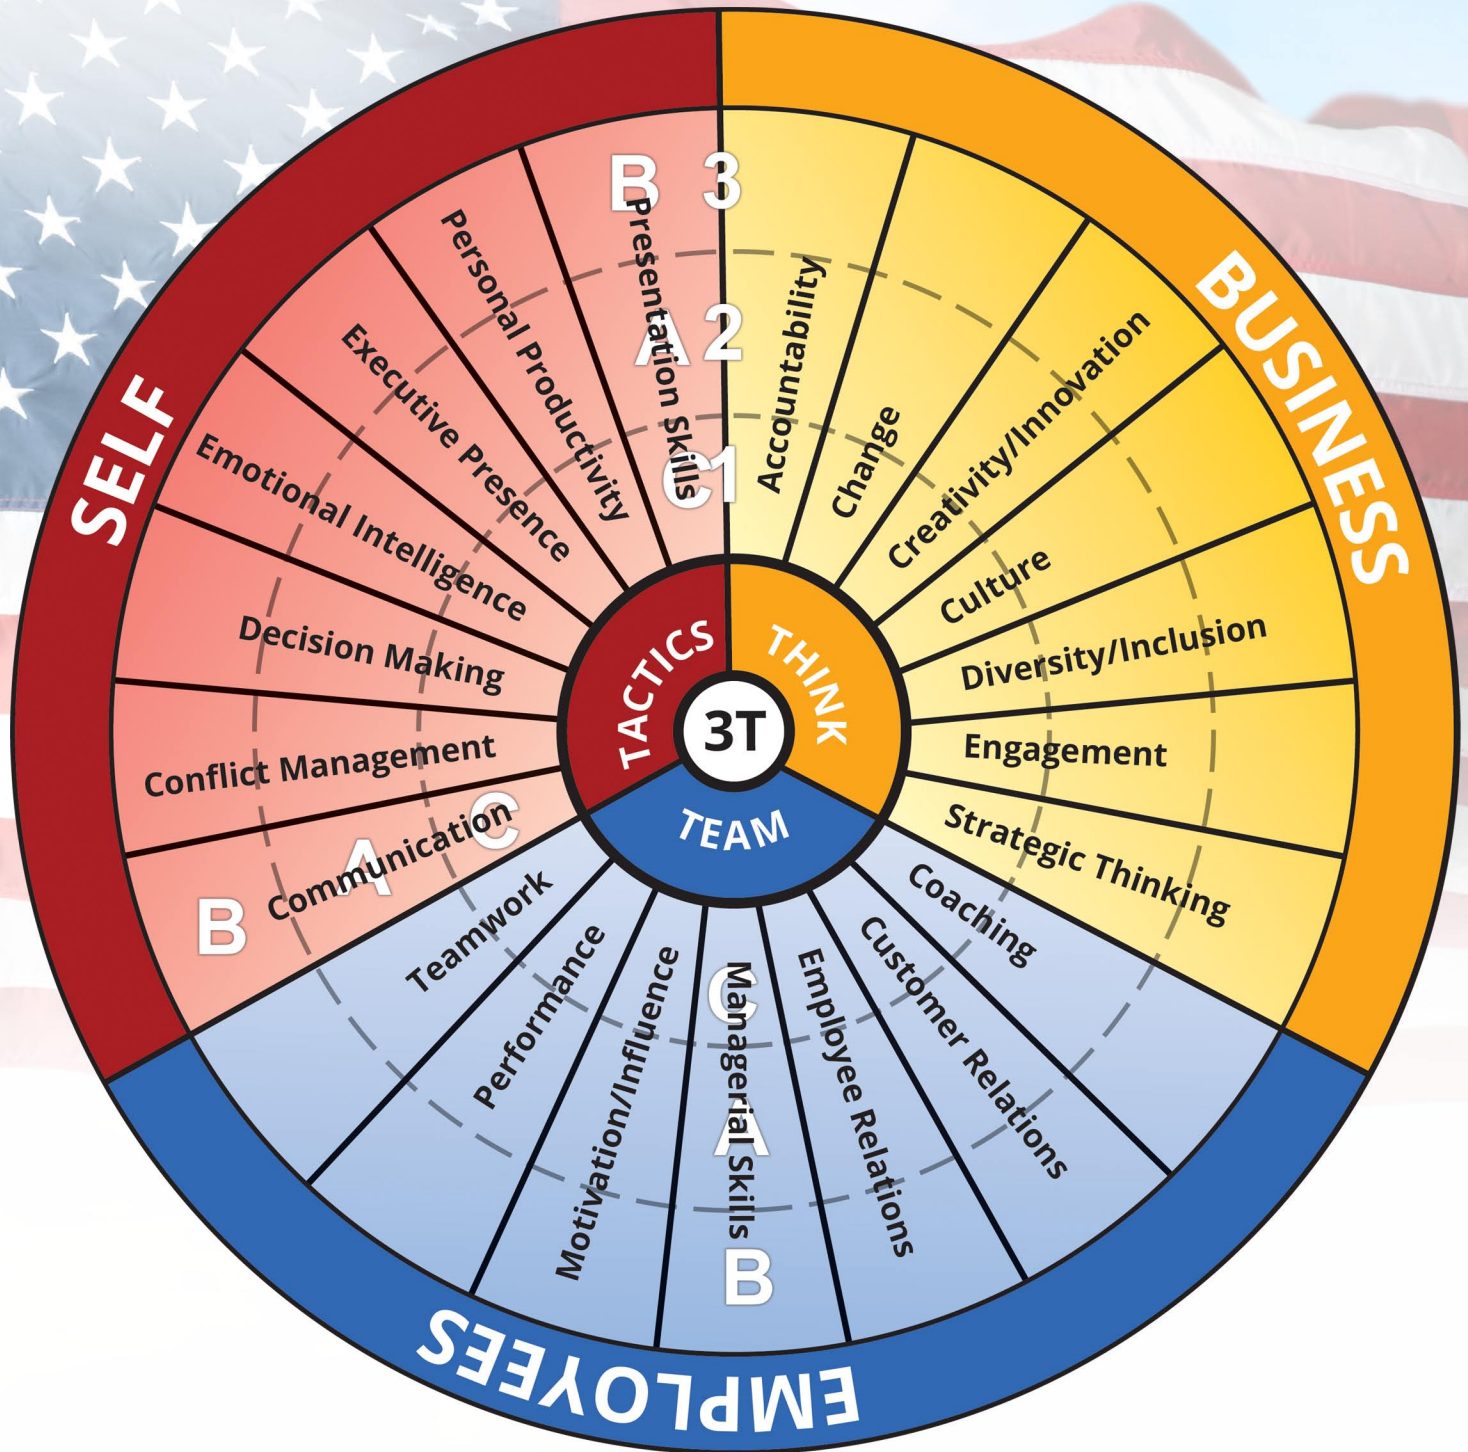 SELF
BUSINESS
EMPLOYEES
TACTICS
THINK
TEAM
3T
B 3
A 2
C 1
Accountability
Change
Creativity/Innovation
Culture
Diversity/Inclusion
Engagement
Strategic Thinking
Coaching
Customer Relations
Employee Relations
Managerial Skills
C
A
B
Motivation/Influence
Performance
Teamwork
Communication
C
A
B
Conflict Management
Decision Making
Emotional Intelligence
Executive Presence
Personal Productivity
Presentation Skills